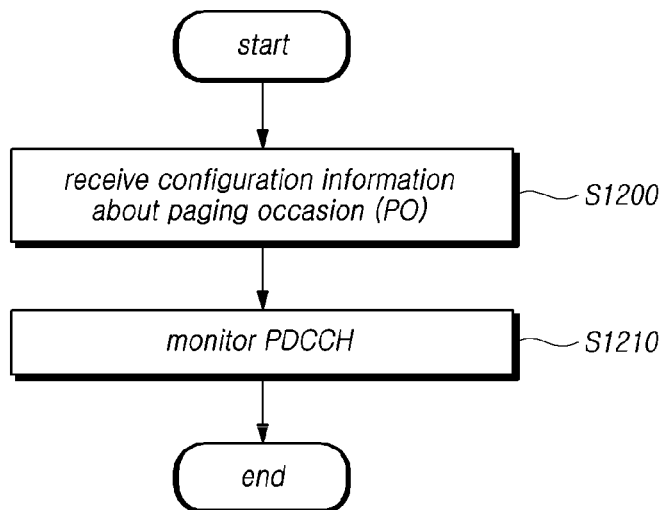 start
receive configuration information
about paging occasion (PO)
S1200
monitor PDCCH
S1210
end